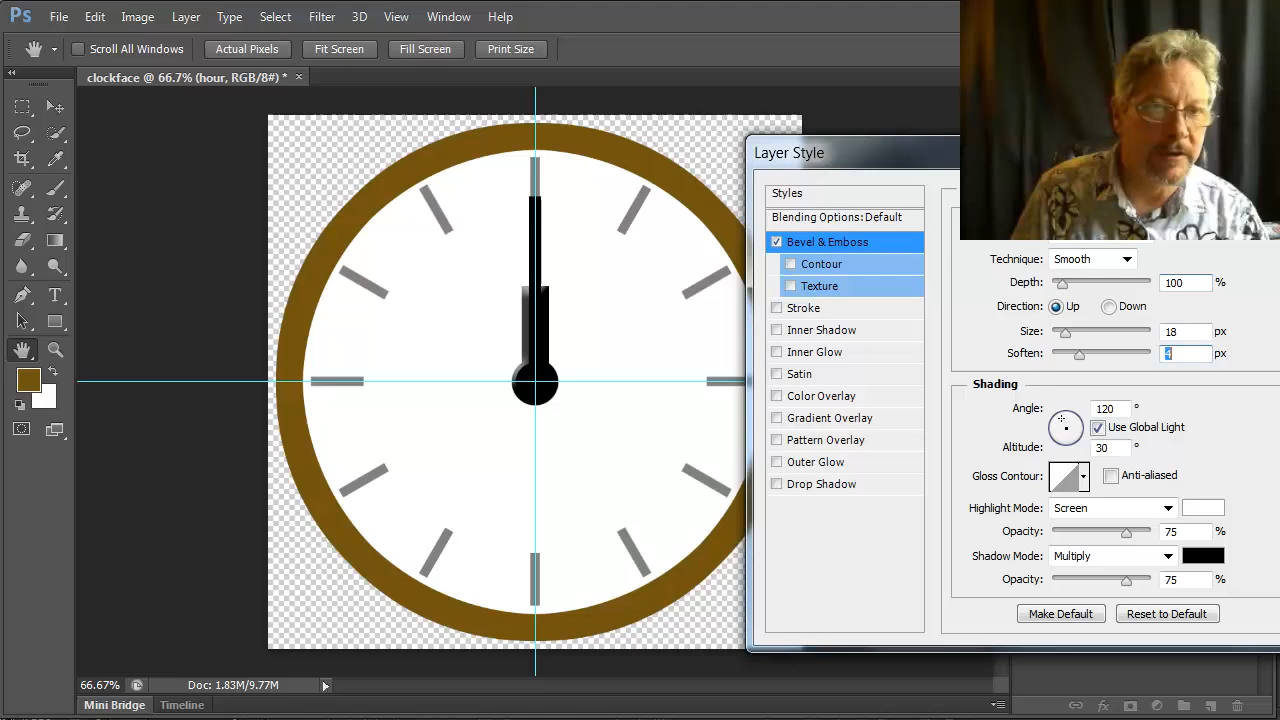 Ps File Edit Image Layer Type Select Filter 3D View Window Help
Scroll All Windows Actual Pixels Fit Screen Fill Screen Print Size
clockface @ 66.7% (hour, RGB/8#) * ×
Layer Style
Styles
Blending Options: Default
Bevel & Emboss
Contour
Texture
Stroke
Inner Shadow
Inner Glow
Satin
Color Overlay
Gradient Overlay
Pattern Overlay
Outer Glow
Drop Shadow
Technique: Smooth
Depth: 100 %
Direction: Up Down
Size: 18 px
Soften: 4 px
Shading
Angle: 120 °
Use Global Light
Altitude: 30 °
Gloss Contour: Anti-aliased
Highlight Mode: Screen
Opacity: 75 %
Shadow Mode: Multiply
Opacity: 75 %
Make Default Reset to Default
66.67% Doc: 1.83M/9.77M
Mini Bridge Timeline